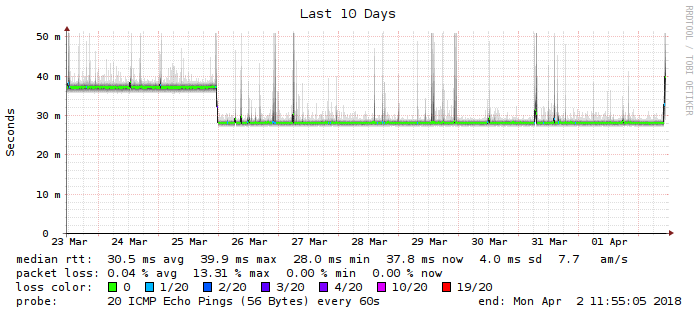 Last 10 Days
RRDTOOL / TOBI OETIKER
Seconds
50 m
40 m
30 m
20 m
10 m
0
23 Mar 24 Mar 25 Mar 26 Mar 27 Mar 28 Mar 29 Mar 30 Mar 31 Mar 01 Apr
median rtt: 30.5 ms avg 39.9 ms max 28.0 ms min 37.8 ms now 4.0 ms sd 7.7 am/s
packet loss: 0.04 % avg 13.31 % max 0.00 % min 0.00 % now
loss color: 0 1/20 2/20 3/20 4/20 10/20 19/20
probe: 20 ICMP Echo Pings (56 Bytes) every 60s end: Mon Apr 2 11:55:05 2018